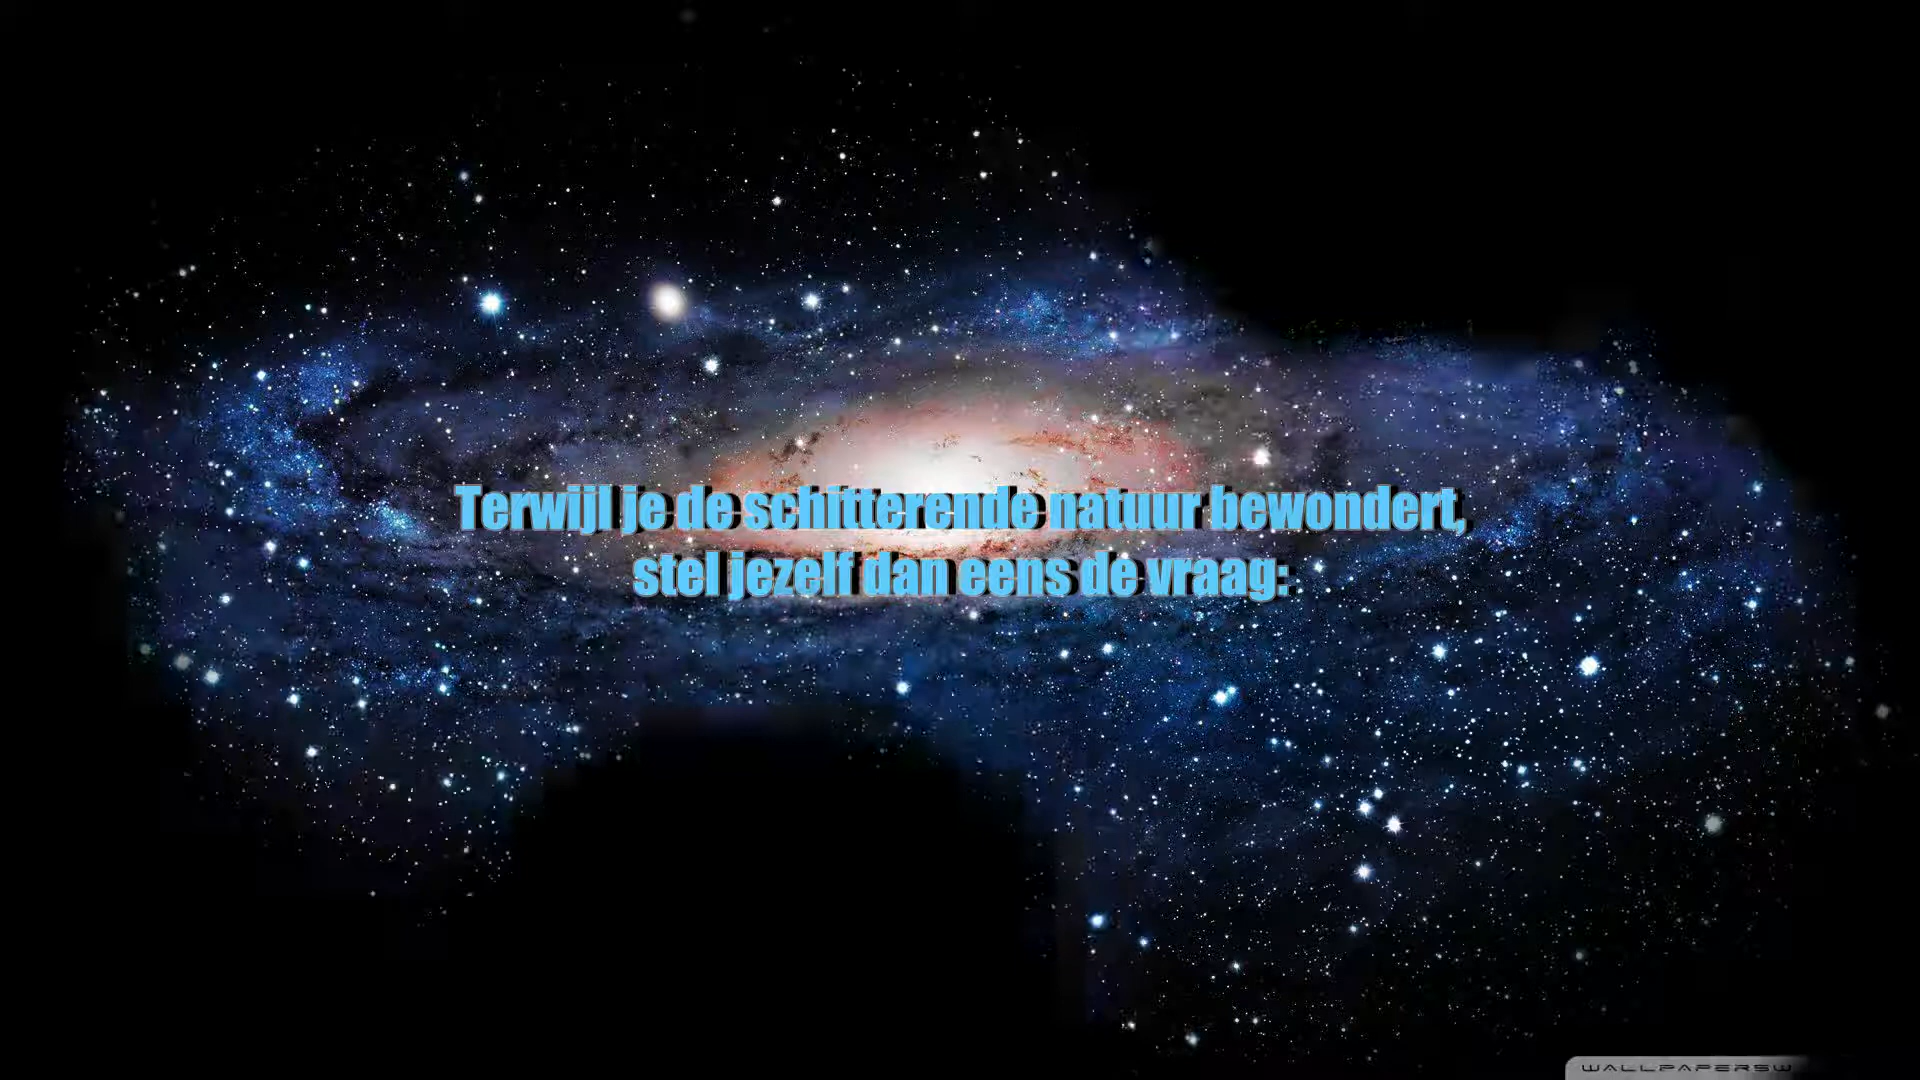 Terwijl je de schitterende natuur bewondert,
stel jezelf dan eens de vraag:
WALLPAPERSW